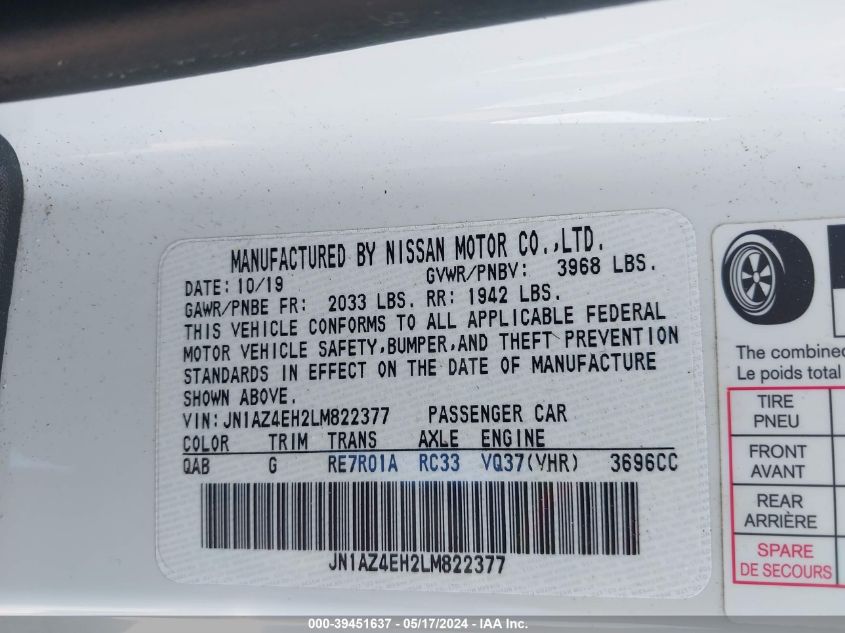 MANUFACTURED BY NISSAN MOTOR CO.,LTD.
DATE: 10/19 GVWR/PNBV: 3968 LBS.
GAWR/PNBE FR: 2033 LBS. RR: 1942 LBS.
THIS VEHICLE CONFORMS TO ALL APPLICABLE FEDERAL
MOTOR VEHICLE SAFETY,BUMPER,AND THEFT PREVENTION
STANDARDS IN EFFECT ON THE DATE OF MANUFACTURE
SHOWN ABOVE.
VIN:JN1AZ4EH2LM822377 PASSENGER CAR
COLOR TRIM TRANS AXLE ENGINE
QAB G RE7R01A RC33 VQ37(VHR) 3696CC
JN1AZ4EH2LM822377
The combined
Le poids total
TIRE
PNEU
FRONT
AVANT
REAR
ARRIÈRE
SPARE
DE SECOURS
000-39451637 - 05/17/2024 - IAA Inc.